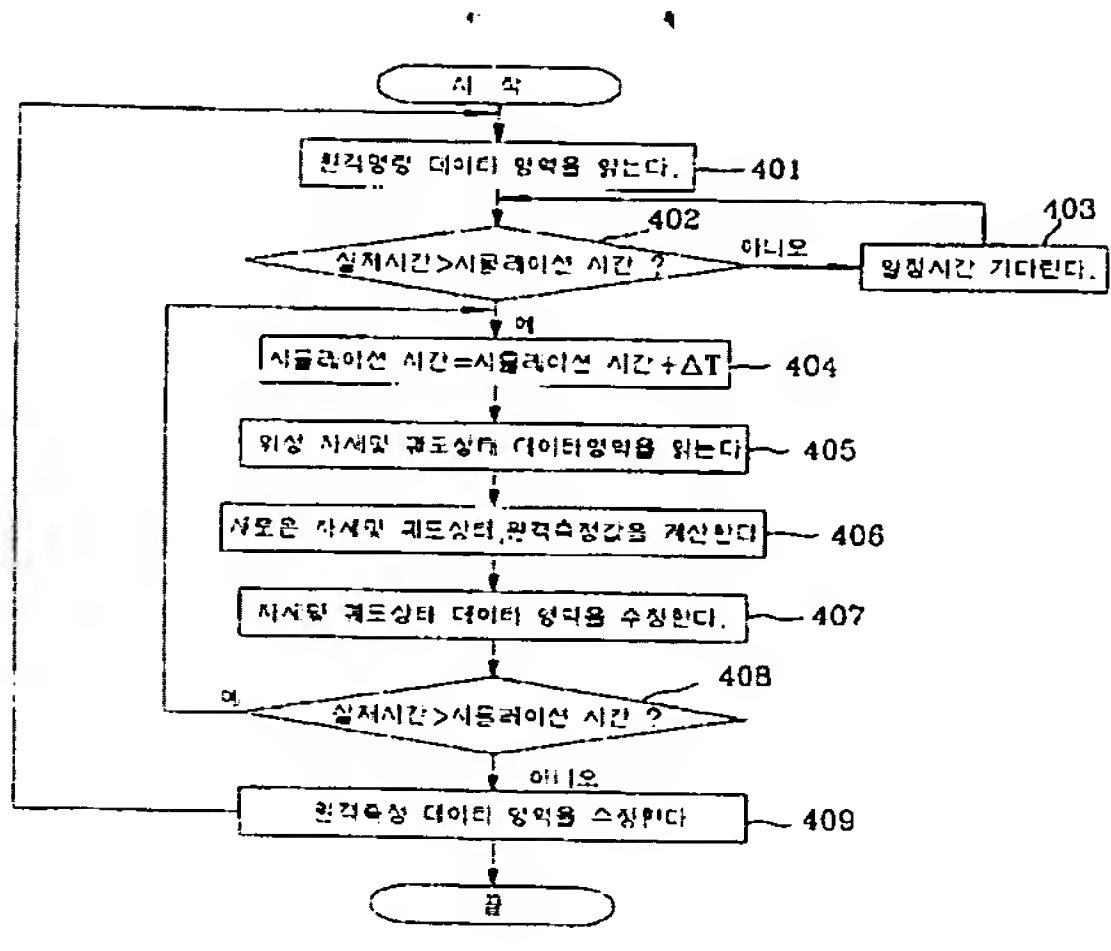 시 작
원격명령 데이타 영역을 읽는다.
401
402
실제시간>시뮬레이션 시간 ?
아니오
403
일정시간 기다린다.
예
시뮬레이션 시간=시뮬레이션 시간+ΔT
404
위성 자세및 궤도상태 데이타영역을 읽는다
405
새로운 자세및 궤도상태,원격측정값을 계산한다
406
자세및 궤도상태 데이타 영역을 수정한다.
407
408
예
실제시간>시뮬레이션 시간 ?
아니오
원격측정 데이타 영역을 수정한다
409
끝